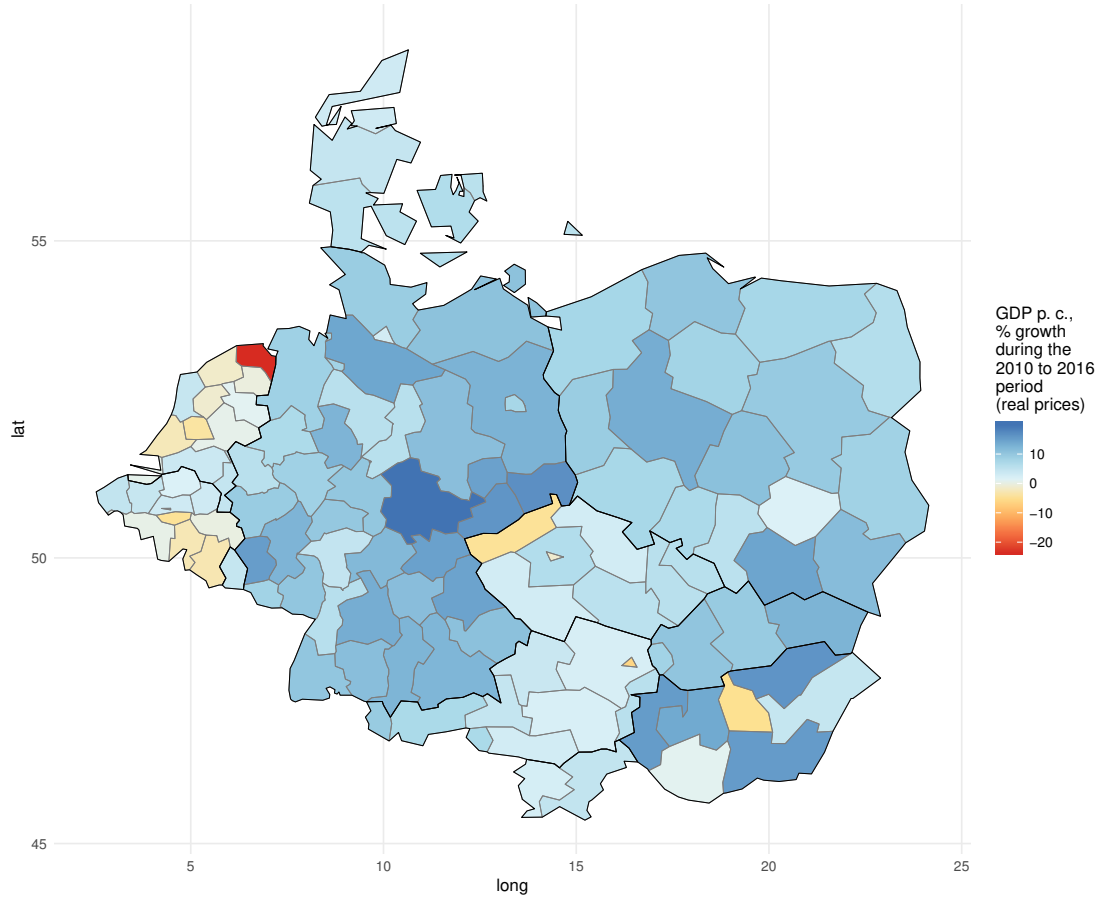 55
50
45
lat
5
10
15
20
25
long
GDP p. c.,
% growth
during the
2010 to 2016
period
(real prices)
10
0
−10
−20